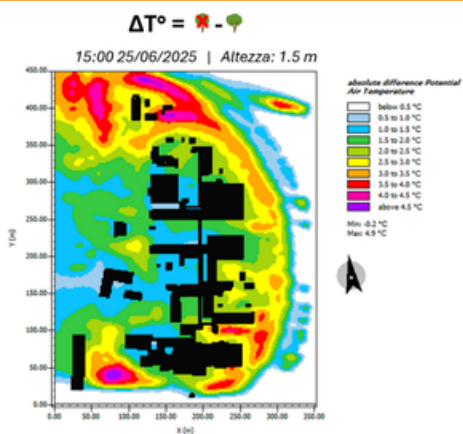 ΔT° = -
15:00 25/06/2025 | Altezza: 1.5 m
absolute difference Potential
Air Temperature
below 0.5 °C
0.5 to 1.0 °C
1.0 to 1.5 °C
1.5 to 2.0 °C
2.0 to 2.5 °C
2.5 to 3.0 °C
3.0 to 3.5 °C
3.5 to 4.0 °C
4.0 to 4.5 °C
above 4.5 °C
Min: -0.2 °C
Max: 4.9 °C
450.00
400.00
350.00
300.00
250.00
200.00
150.00
100.00
50.00
0.00
Y (m)
0.00 50.00 100.00 150.00 200.00 250.00 300.00 350.00
X (m)